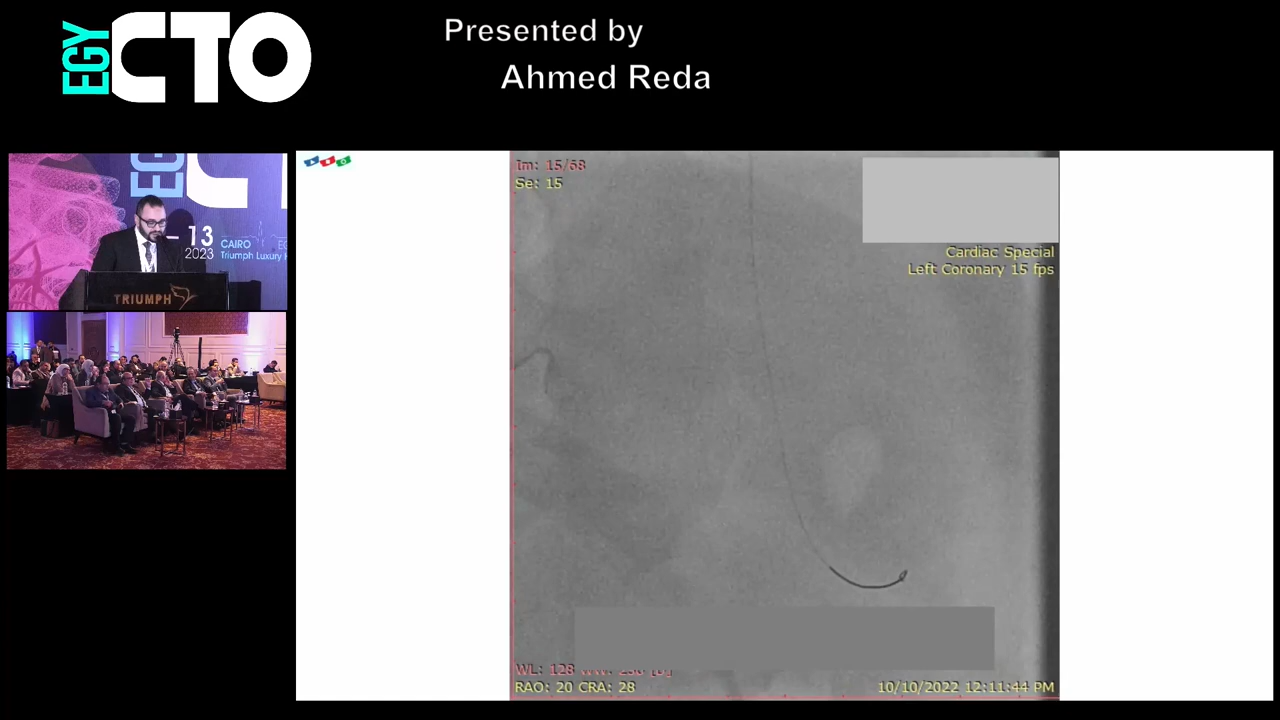 EGY CTO
Presented by
Ahmed Reda
EG
– 13
2023
CAIRO
Triumph Luxury
TRIUMPH
Im: 15/68
Se: 15
Cardiac Special
Left Coronary 15 fps
WL: 128
RAO: 20 CRA: 28
10/10/2022 12:11:44 PM